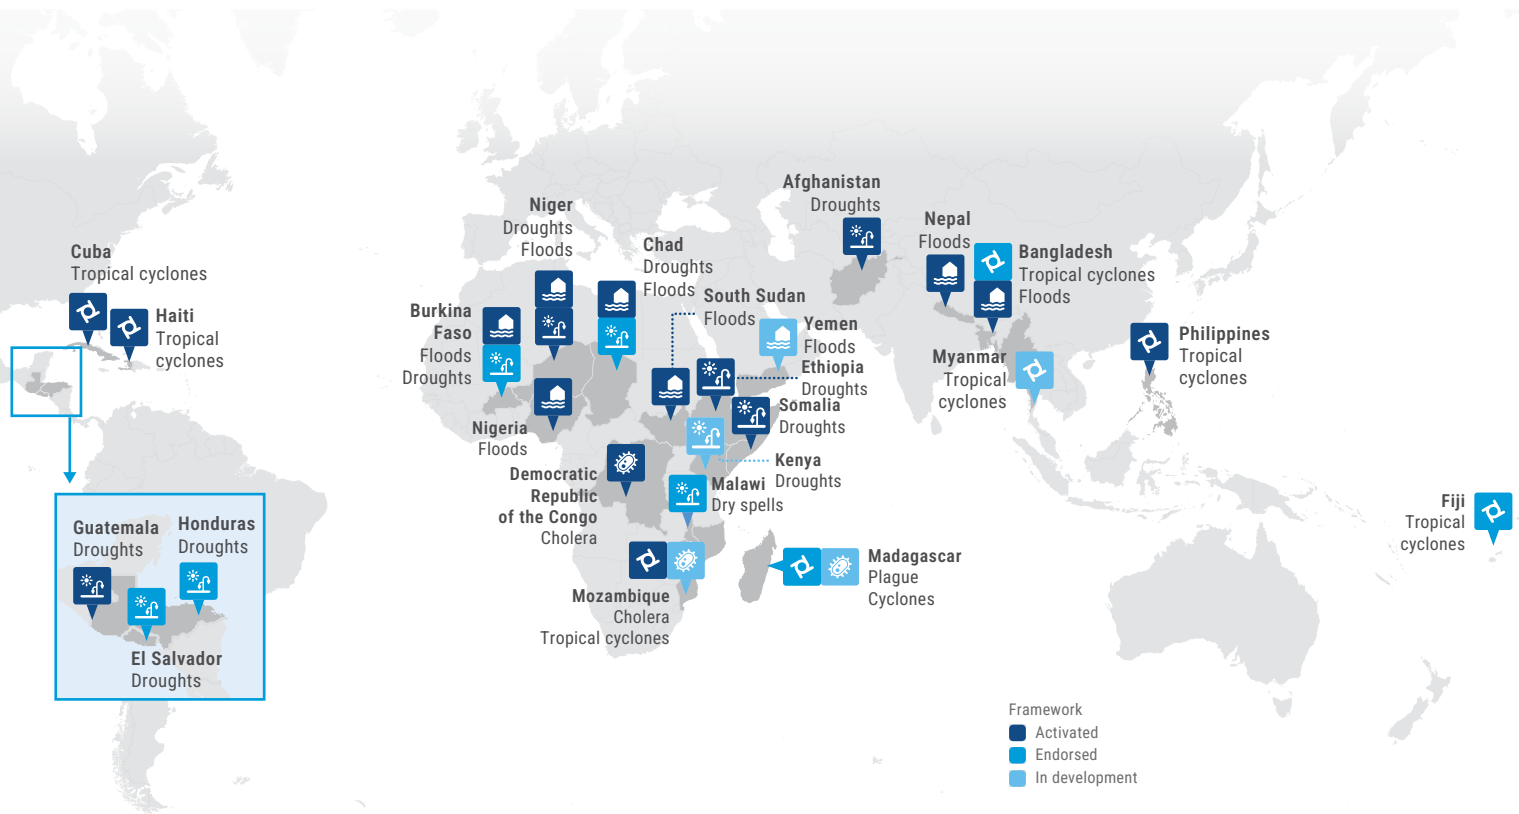 Afghanistan
Droughts
Niger
Droughts
Floods
Nepal
Floods
Chad
Droughts
Floods
Bangladesh
Tropical cyclones
Floods
Cuba
Tropical cyclones
South Sudan
Floods
Burkina
Faso
Floods
Droughts
Haiti
Tropical
cyclones
Yemen
Floods
Philippines
Tropical
cyclones
Myanmar
Tropical
cyclones
Ethiopia
Droughts
Somalia
Droughts
Nigeria
Floods
Kenya
Droughts
Democratic
Republic
of the Congo
Cholera
Malawi
Dry spells
Fiji
Tropical
cyclones
Guatemala
Droughts
Honduras
Droughts
Madagascar
Plague
Cyclones
Mozambique
Cholera
Tropical cyclones
El Salvador
Droughts
Framework
Activated
Endorsed
In development